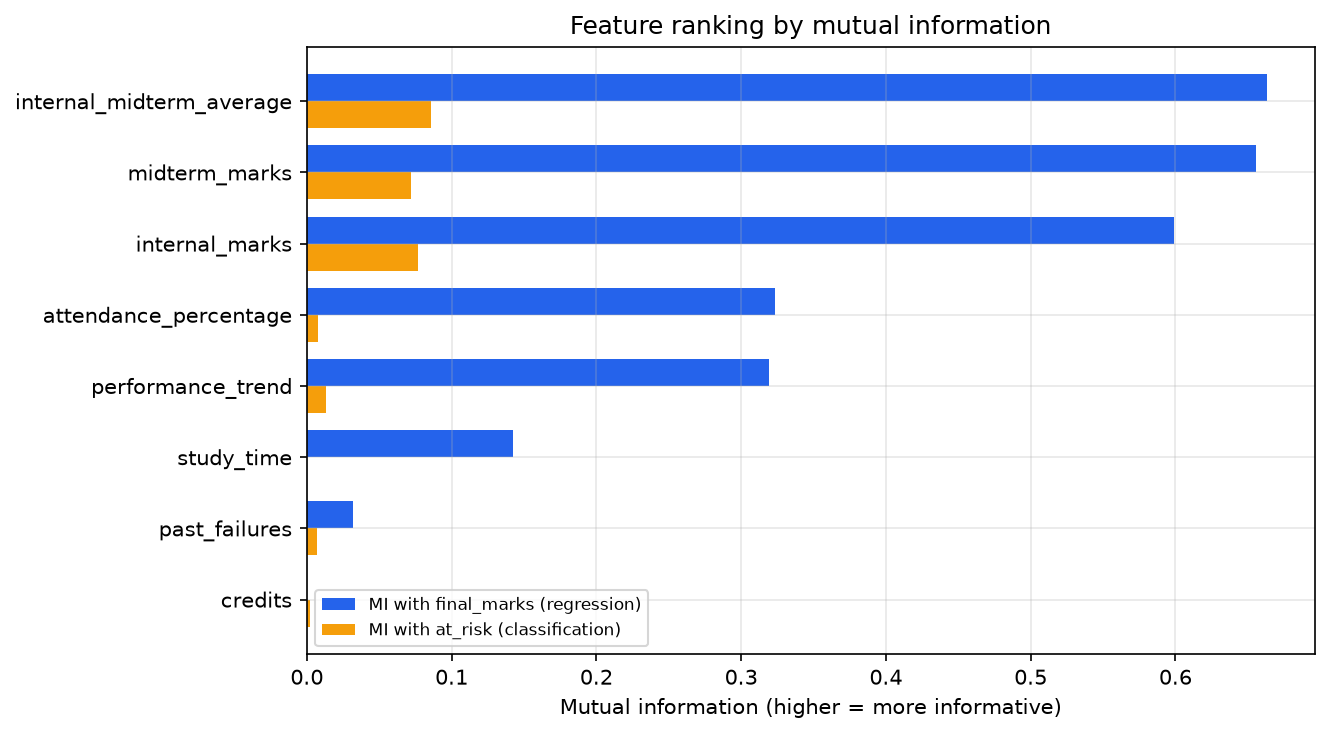 Feature ranking by mutual information
internal_midterm_average
midterm_marks
internal_marks
attendance_percentage
performance_trend
study_time
past_failures
credits
MI with final_marks (regression)
MI with at_risk (classification)
0.0 0.1 0.2 0.3 0.4 0.5 0.6
Mutual information (higher = more informative)